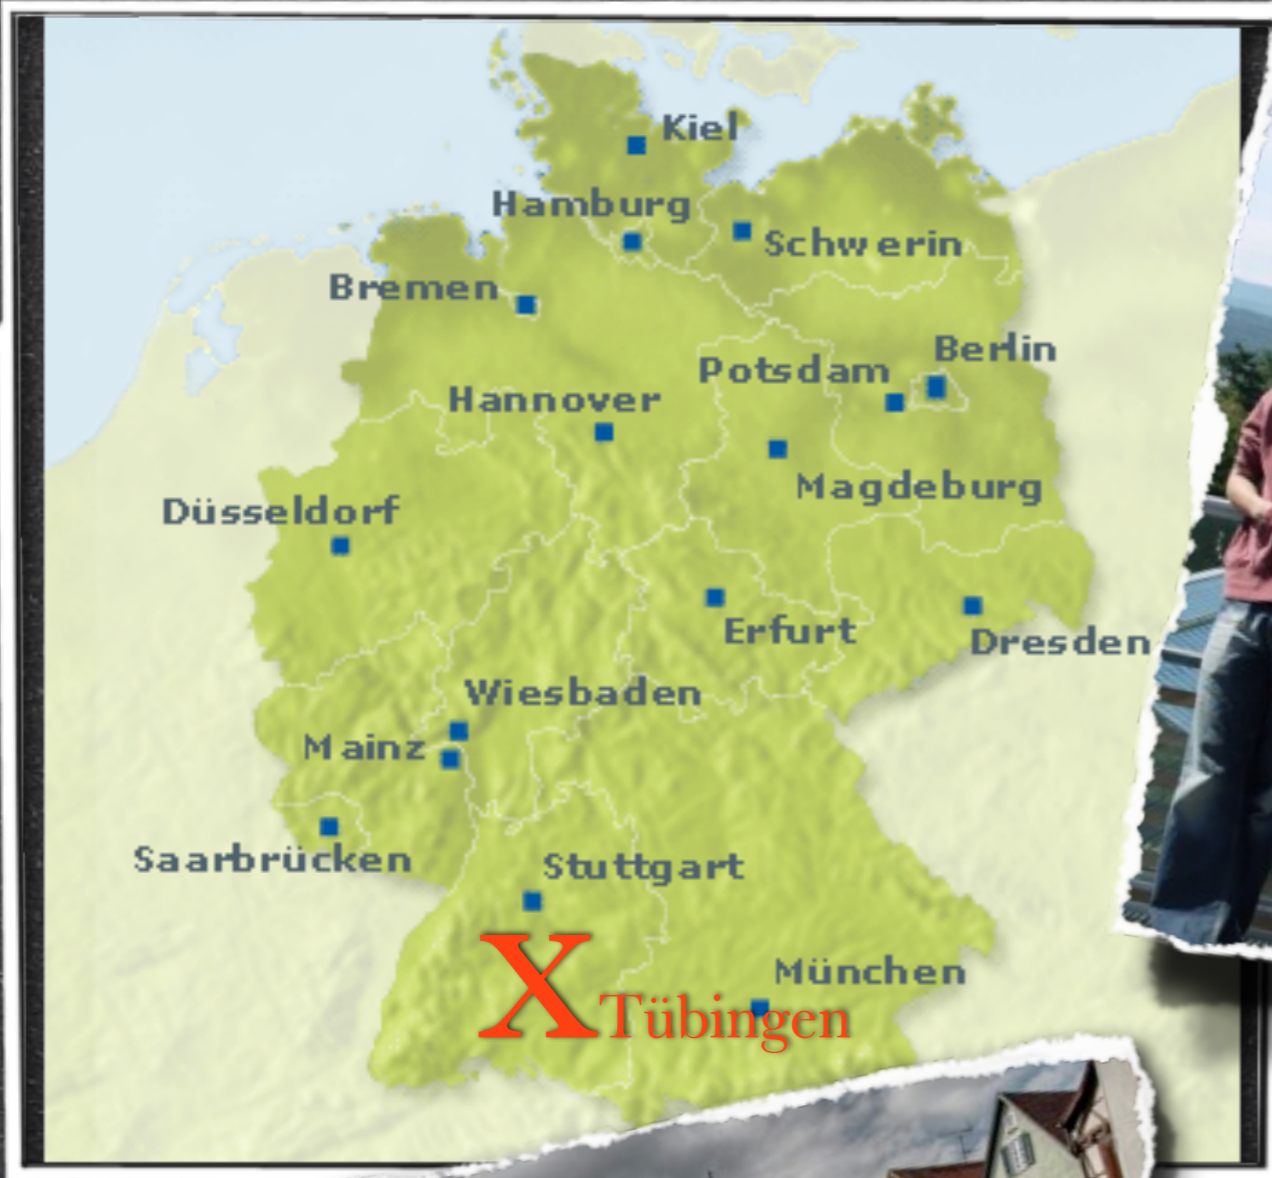 Kiel
Hamburg
Schwerin
Bremen
Berlin
Potsdam
Hannover
Magdeburg
Düsseldorf
Erfurt
Dresden
Wiesbaden
Mainz
Saarbrücken
Stuttgart
München
X Tübingen